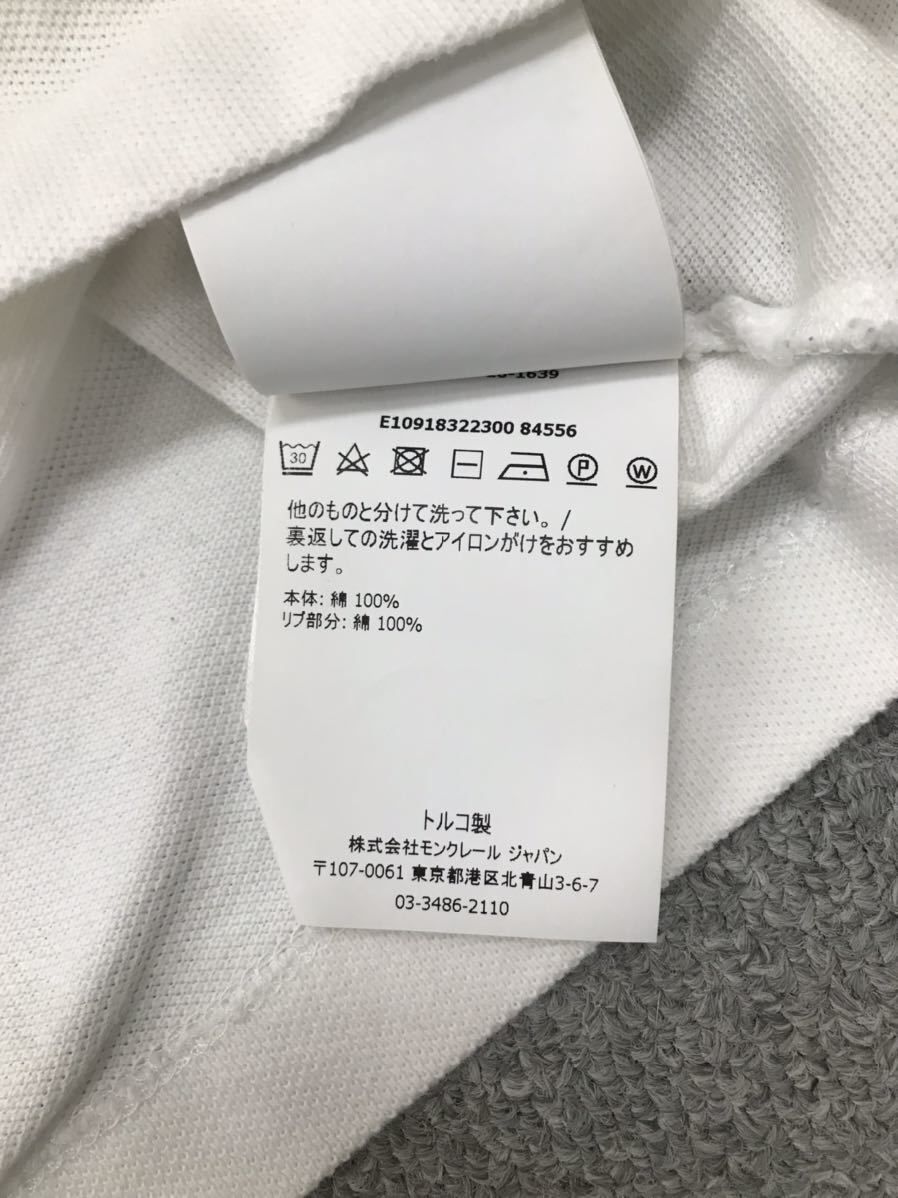 -1639
E10918322300 84556
30
P
W
他のものと分けて洗って下さい。/
裏返しての洗濯とアイロンがけをおすすめ
します。
本体: 綿 100%
リブ部分: 綿 100%
トルコ製
株式会社モンクレール ジャパン
〒107-0061 東京都港区北青山3-6-7
03-3486-2110